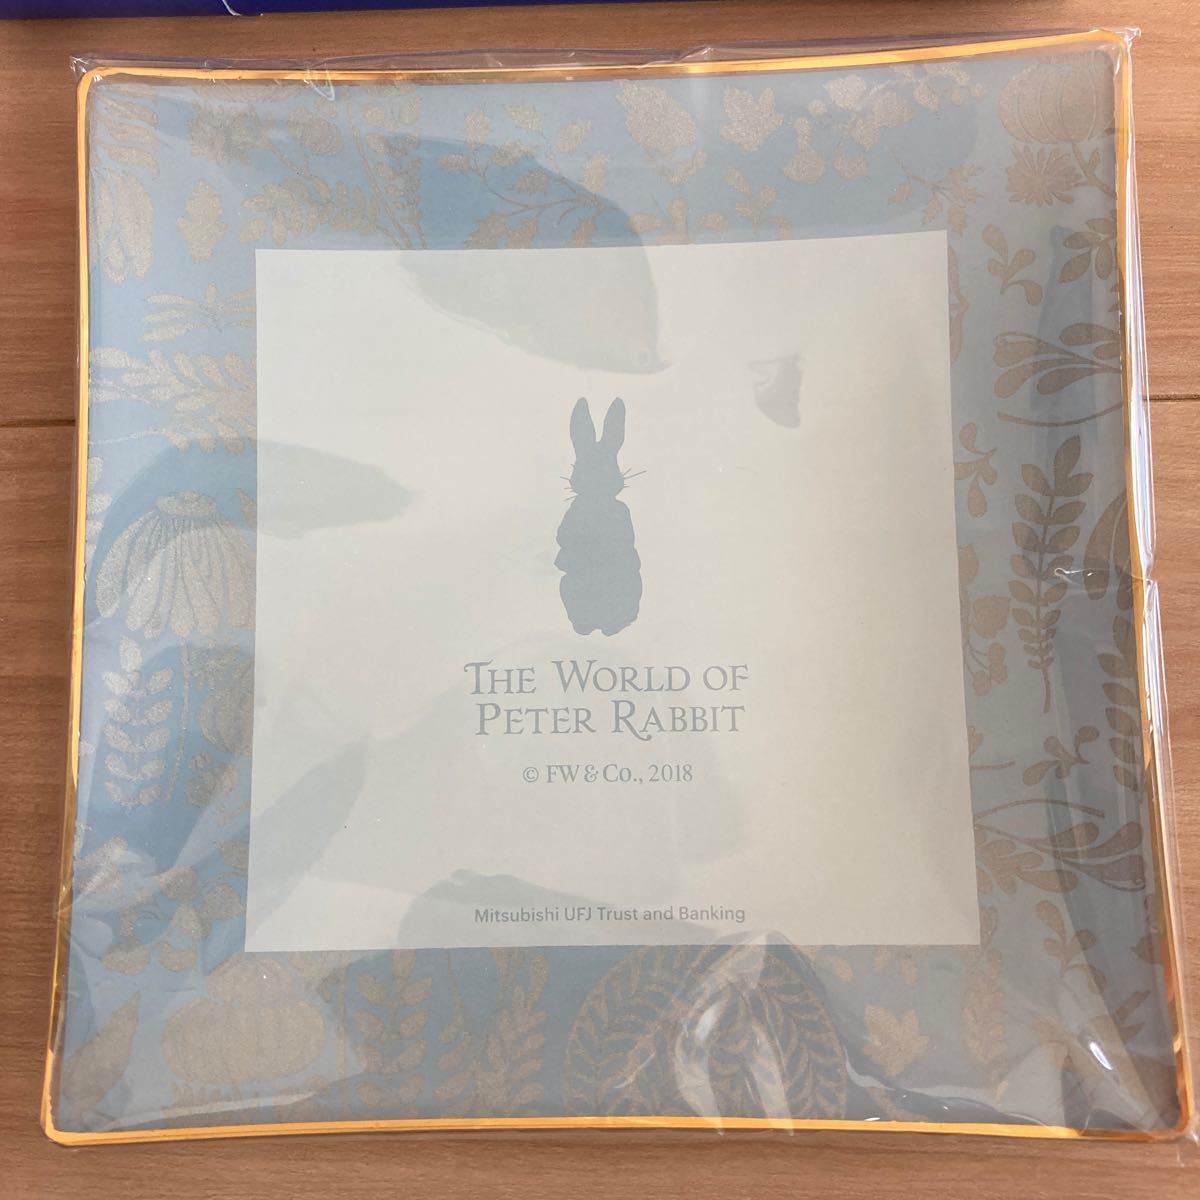 THE WORLD OF
PETER RABBIT
© FW & Co., 2018
Mitsubishi UFJ Trust and Banking